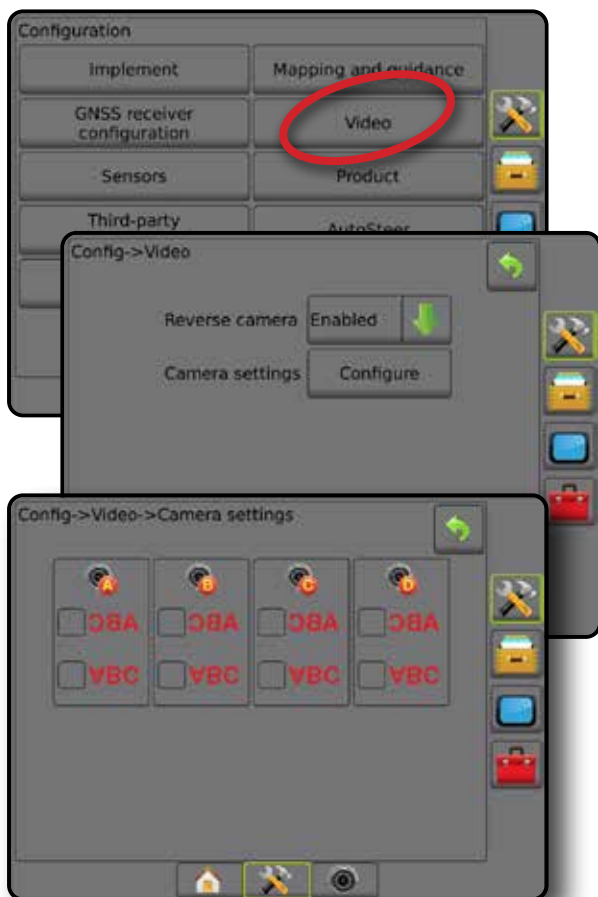 Configuration
Implement
Mapping and guidance
GNSS receiver
configuration
Video
Sensors
Product
Third-party
AutoSteer
Config->Video
Reverse camera
Enabled
Camera settings
Configure
Config->Video->Camera settings
A B C D
ABC ABC ABC ABC
ABC ABC ABC ABC